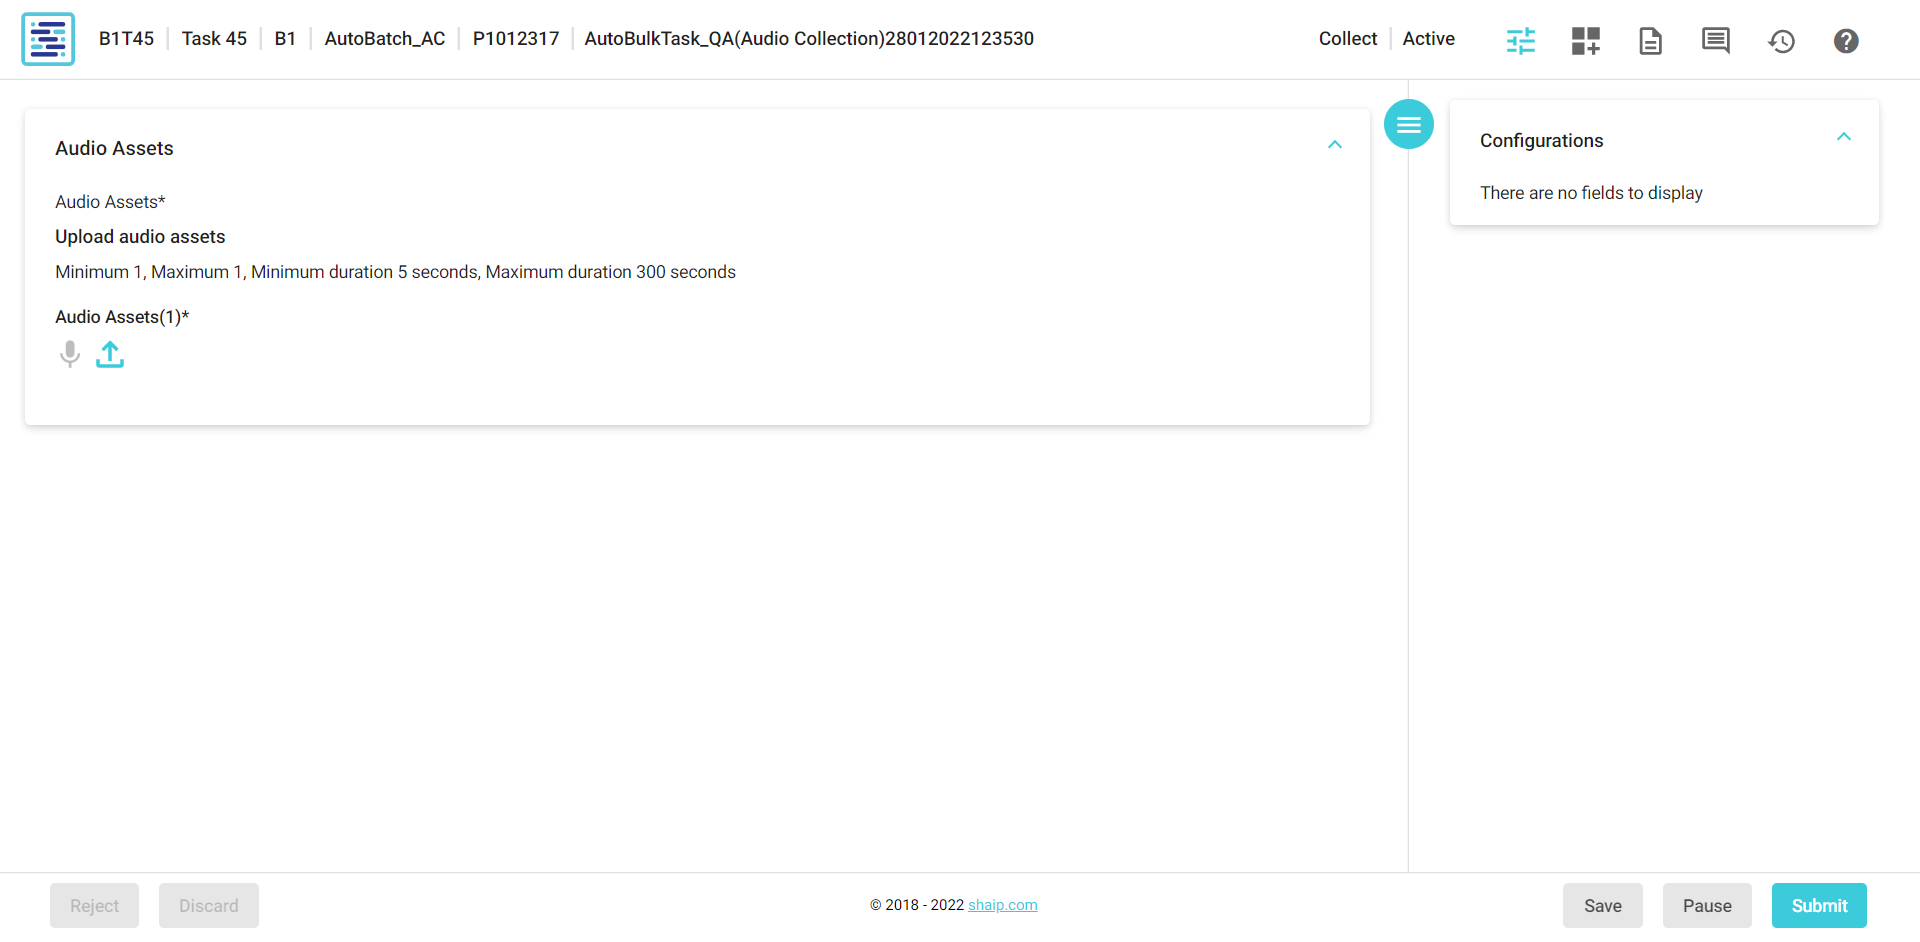 B1T45 Task 45 B1 AutoBatch_AC P1012317 AutoBulkTask_QA(Audio Collection)28012022123530 Collect Active
Audio Assets
Audio Assets*
Upload audio assets
Minimum 1, Maximum 1, Minimum duration 5 seconds, Maximum duration 300 seconds
Audio Assets(1)*
Configurations
There are no fields to display
Reject Discard © 2018 - 2022 shaip.com Save Pause Submit